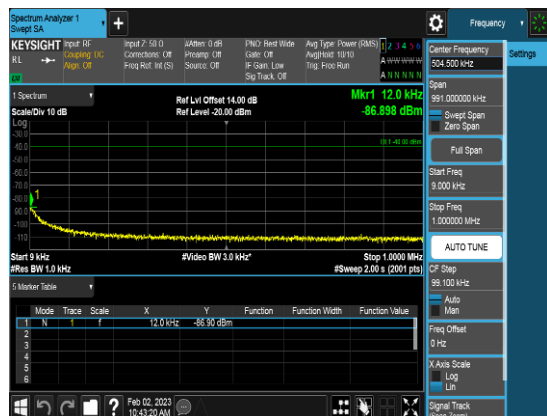 Spectrum Analyzer 1
Swept SA
Frequency
KEYSIGHT
Input: RF
Input Z: 50 Ω
#Atten: 0 dB
PNO: Best Wide
Avg Type: Power (RMS)
1 2 3 4 5 6
RL
Coupling: DC
Corrections: Off
Preamp: Off
Gate: Off
Avg|Hold: 10/10
A W W W W W
Align: Off
Freq Ref: Int (S)
Source: Off
IF Gain: Low
Trig: Free Run
Sig Track: Off
A N N N N N
1 Spectrum
Ref Lvl Offset 14.00 dB
Mkr1 12.0 kHz
Scale/Div 10 dB
Ref Level -20.00 dBm
-86.898 dBm
Log
-30.0
-40.0
-50.0
-60.0
-70.0
-80.0
-90.0
-100
-110
1
Start 9 kHz
#Video BW 3.0 kHz*
Stop 1.0000 MHz
#Res BW 1.0 kHz
#Sweep 2.00 s (2001 pts)
5 Marker Table
Mode Trace Scale X Y Function Function Width Function Value
1 N 1 f 12.0 kHz -86.90 dBm
2
3
4
5
6
Feb 02, 2023
10:43:20 AM
Center Frequency
504.500 kHz
Settings
Span
991.000000 kHz
Swept Span
Zero Span
Full Span
Start Freq
9.000 kHz
Stop Freq
1.000000 MHz
AUTO TUNE
CF Step
99.100 kHz
Auto
Man
Freq Offset
0 Hz
X Axis Scale
Log
Lin
Signal Track